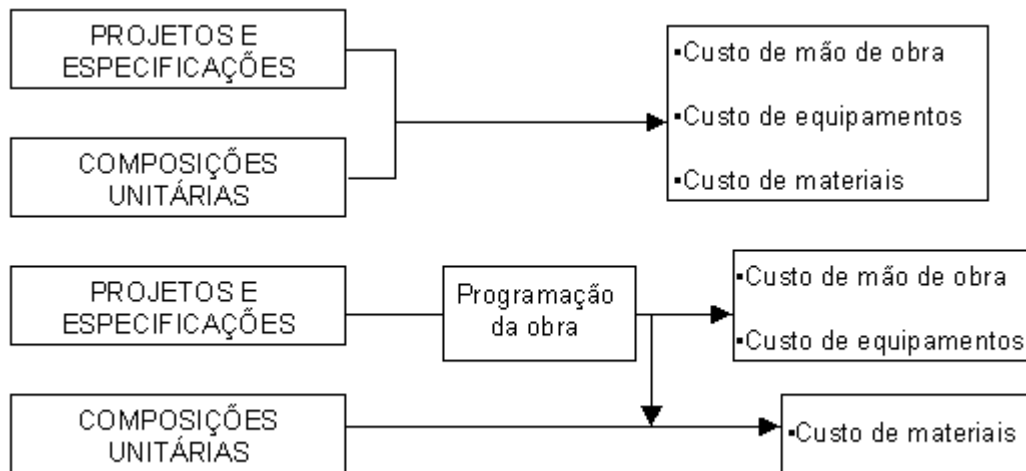 PROJETOS E
ESPECIFICAÇÕES
COMPOSIÇÕES
UNITÁRIAS
▪Custo de mão de obra
▪Custo de equipamentos
▪Custo de materiais
PROJETOS E
ESPECIFICAÇÕES
Programação
da obra
▪Custo de mão de obra
▪Custo de equipamentos
COMPOSIÇÕES
UNITÁRIAS
▪Custo de materiais